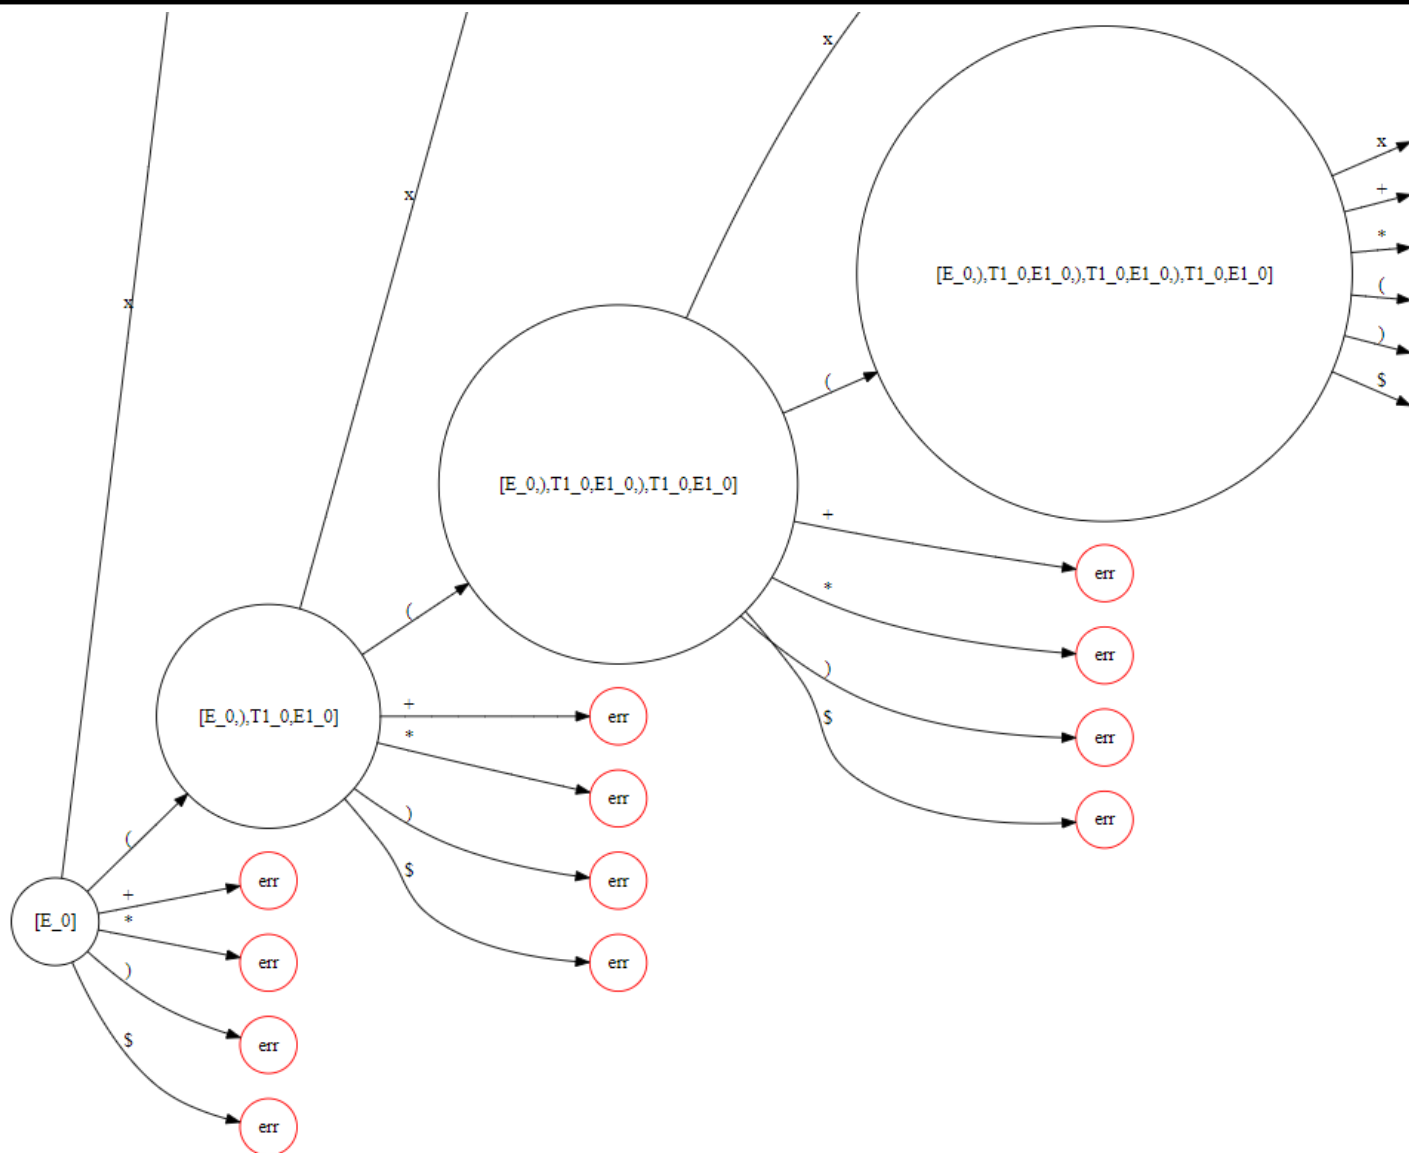 x
x
x
[E_0,),T1_0,E1_0,),T1_0,E1_0,),T1_0,E1_0]
x
+
*
(
)
$
(
[E_0,),T1_0,E1_0,),T1_0,E1_0]
+
err
*
err
)
err
$
err
(
[E_0,),T1_0,E1_0]
+
err
*
err
)
err
$
err
(
[E_0]
+
err
*
err
)
err
$
err